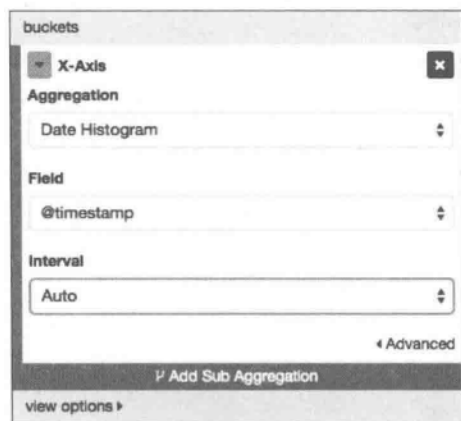 buckets
X-Axis
Aggregation
Date Histogram
Field
@timestamp
Interval
Auto
Advanced
Add Sub Aggregation
view options